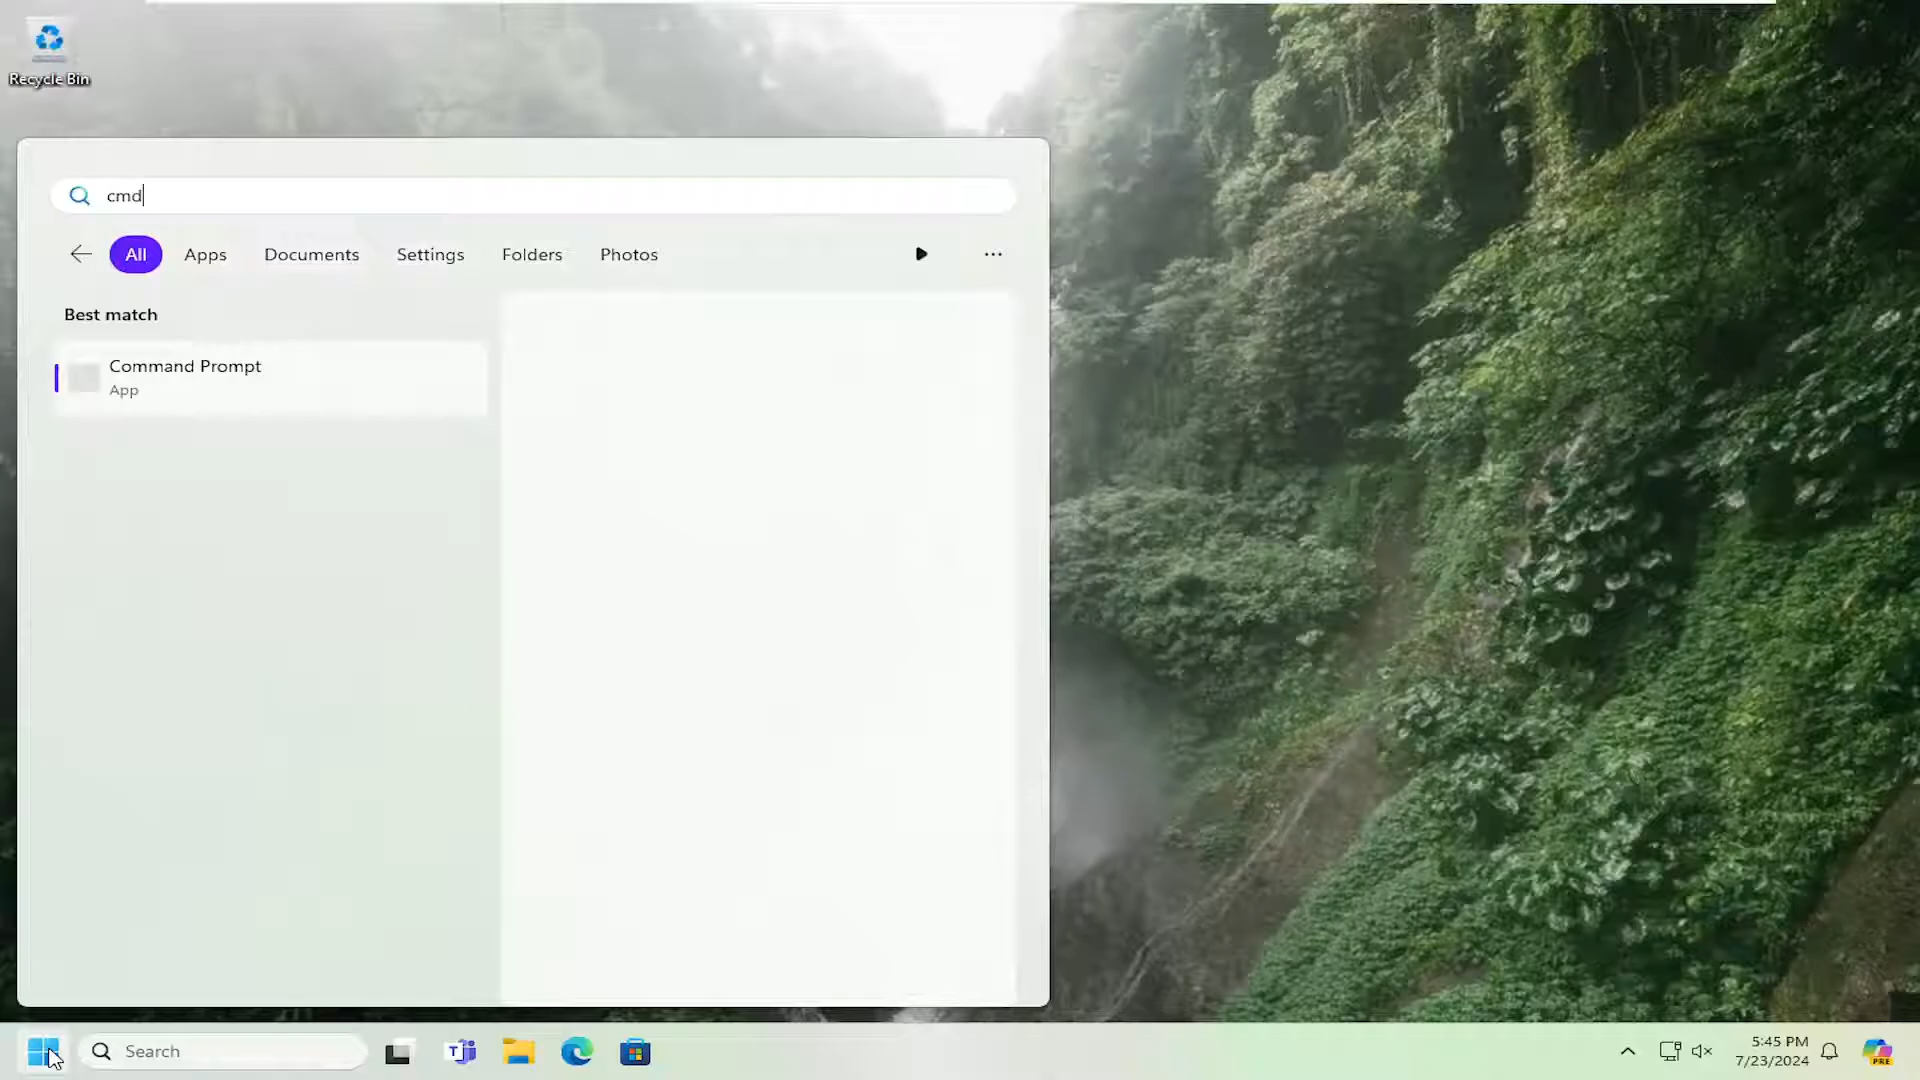 Recycle Bin
cmd
All Apps Documents Settings Folders Photos
Best match
Command Prompt
App
Search
5:45 PM
7/23/2024
PRE